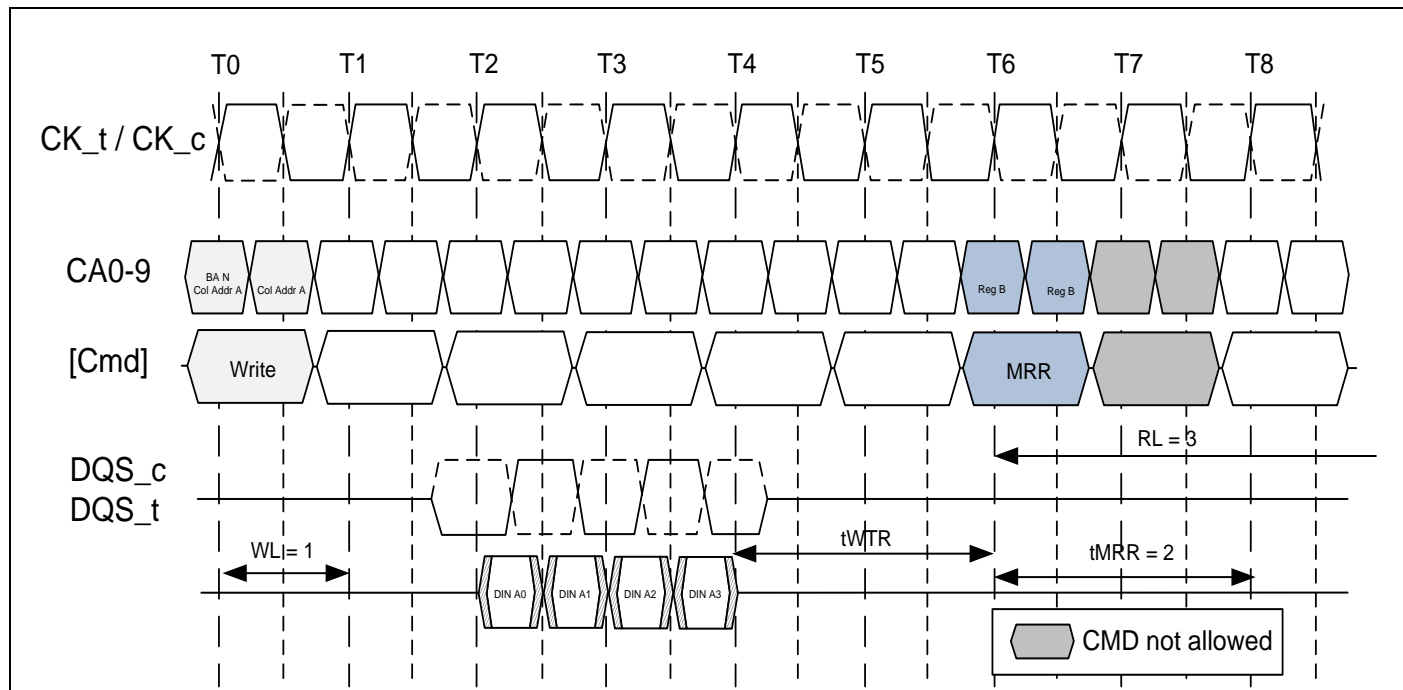 T0 T1 T2 T3 T4 T5 T6 T7 T8
CK_t / CK_c
CA0-9
BA N
Col Addr A
Col Addr A
Reg B
Reg B
[Cmd]
Write
MRR
RL = 3
DQS_c
DQS_t
WL = 1
tWTR
tMRR = 2
DIN A0
DIN A1
DIN A2
DIN A3
CMD not allowed